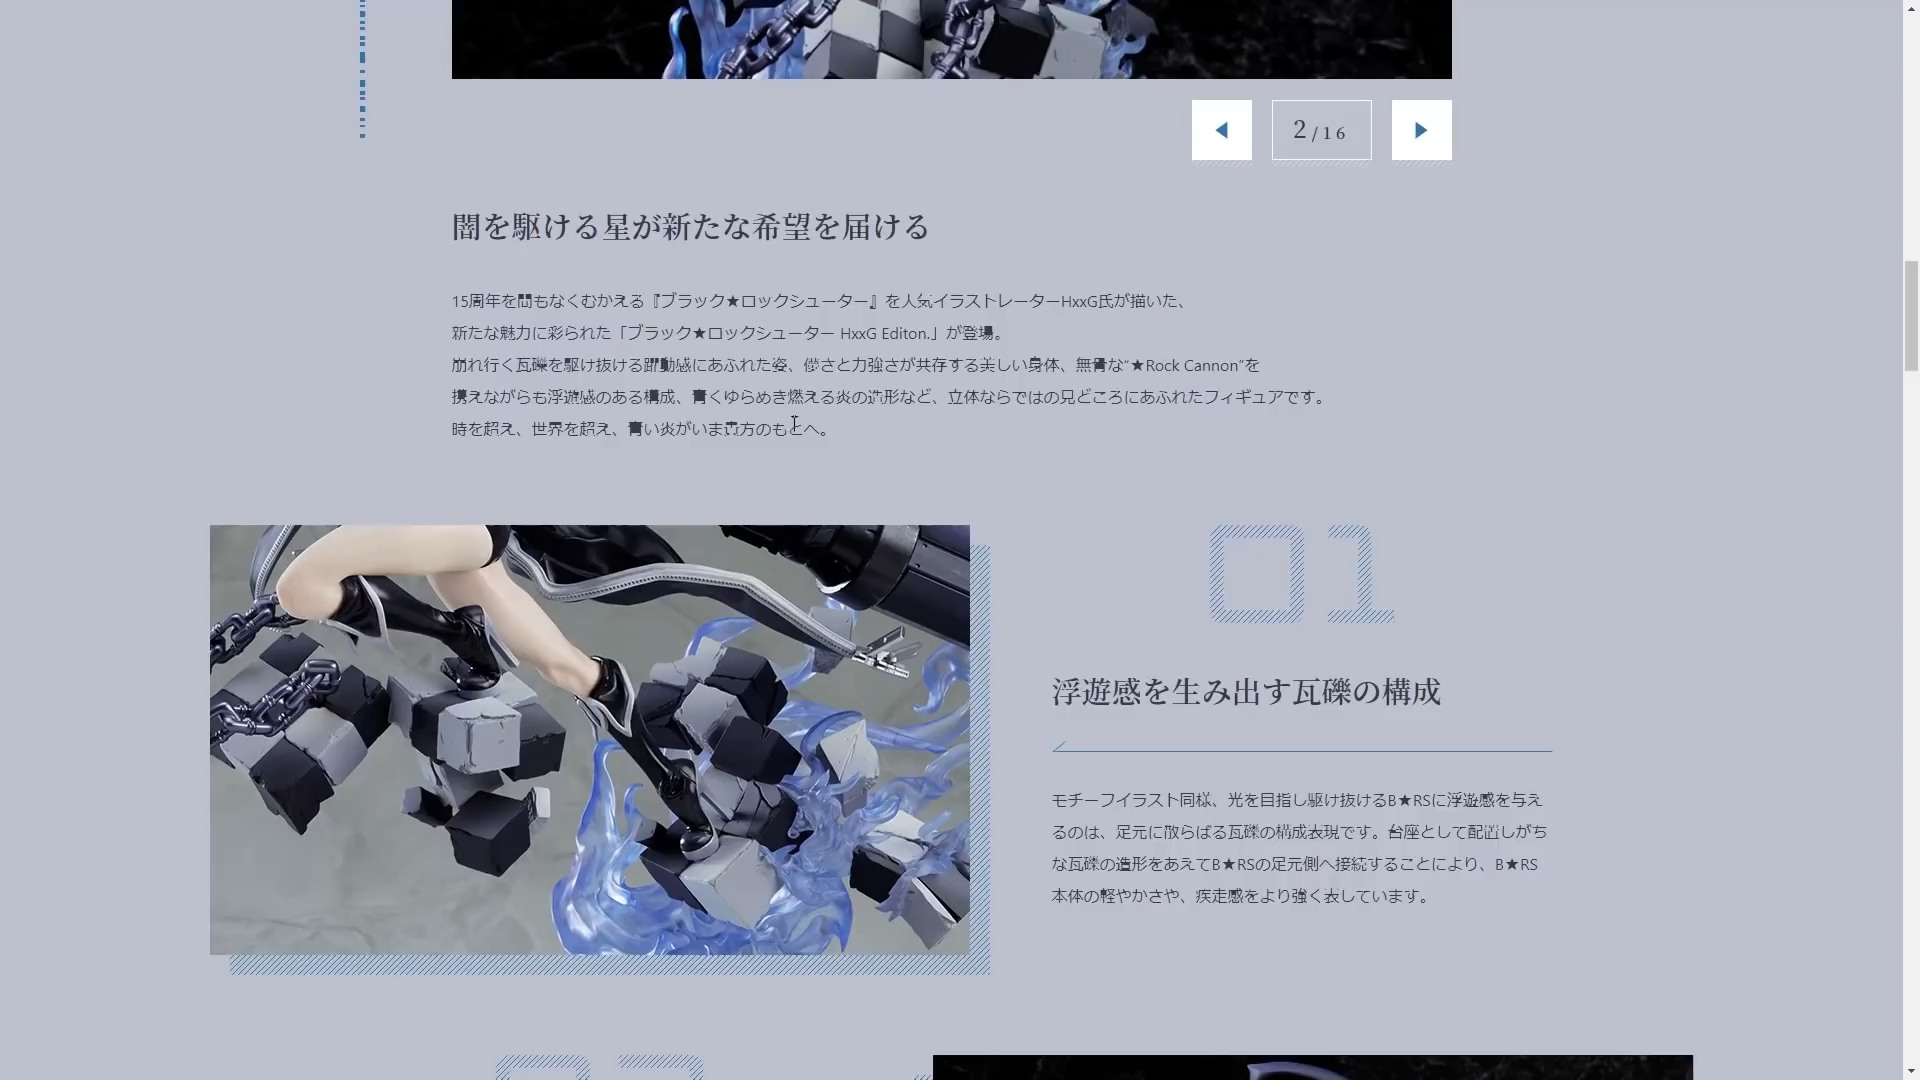 2/16
闇を駆ける星が新たな希望を届ける
15周年を間もなくむかえる『ブラック★ロックシューター』を人気イラストレーターHxxG氏が描いた、
新たな魅力に彩られた「ブラック★ロックシューター HxxG Editon.」が登場。
崩れ行く瓦礫を駆け抜ける躍動感にあふれた姿、儚さと力強さが共存する美しい身体、無骨な“★Rock Cannon”を
携えながらも浮遊感のある構成、青くゆらめき燃える炎の造形など、立体ならではの見どころにあふれたフィギュアです。
時を超え、世界を超え、青い炎がいま貴方のもとへ。
01
浮遊感を生み出す瓦礫の構成
モチーフイラスト同様、光を目指し駆け抜けるB★RSに浮遊感を与え
るのは、足元に散らばる瓦礫の構成表現です。台座として配置しがち
な瓦礫の造形をあえてB★RSの足元側へ接続することにより、B★RS
本体の軽やかさや、疾走感をより強く表しています。